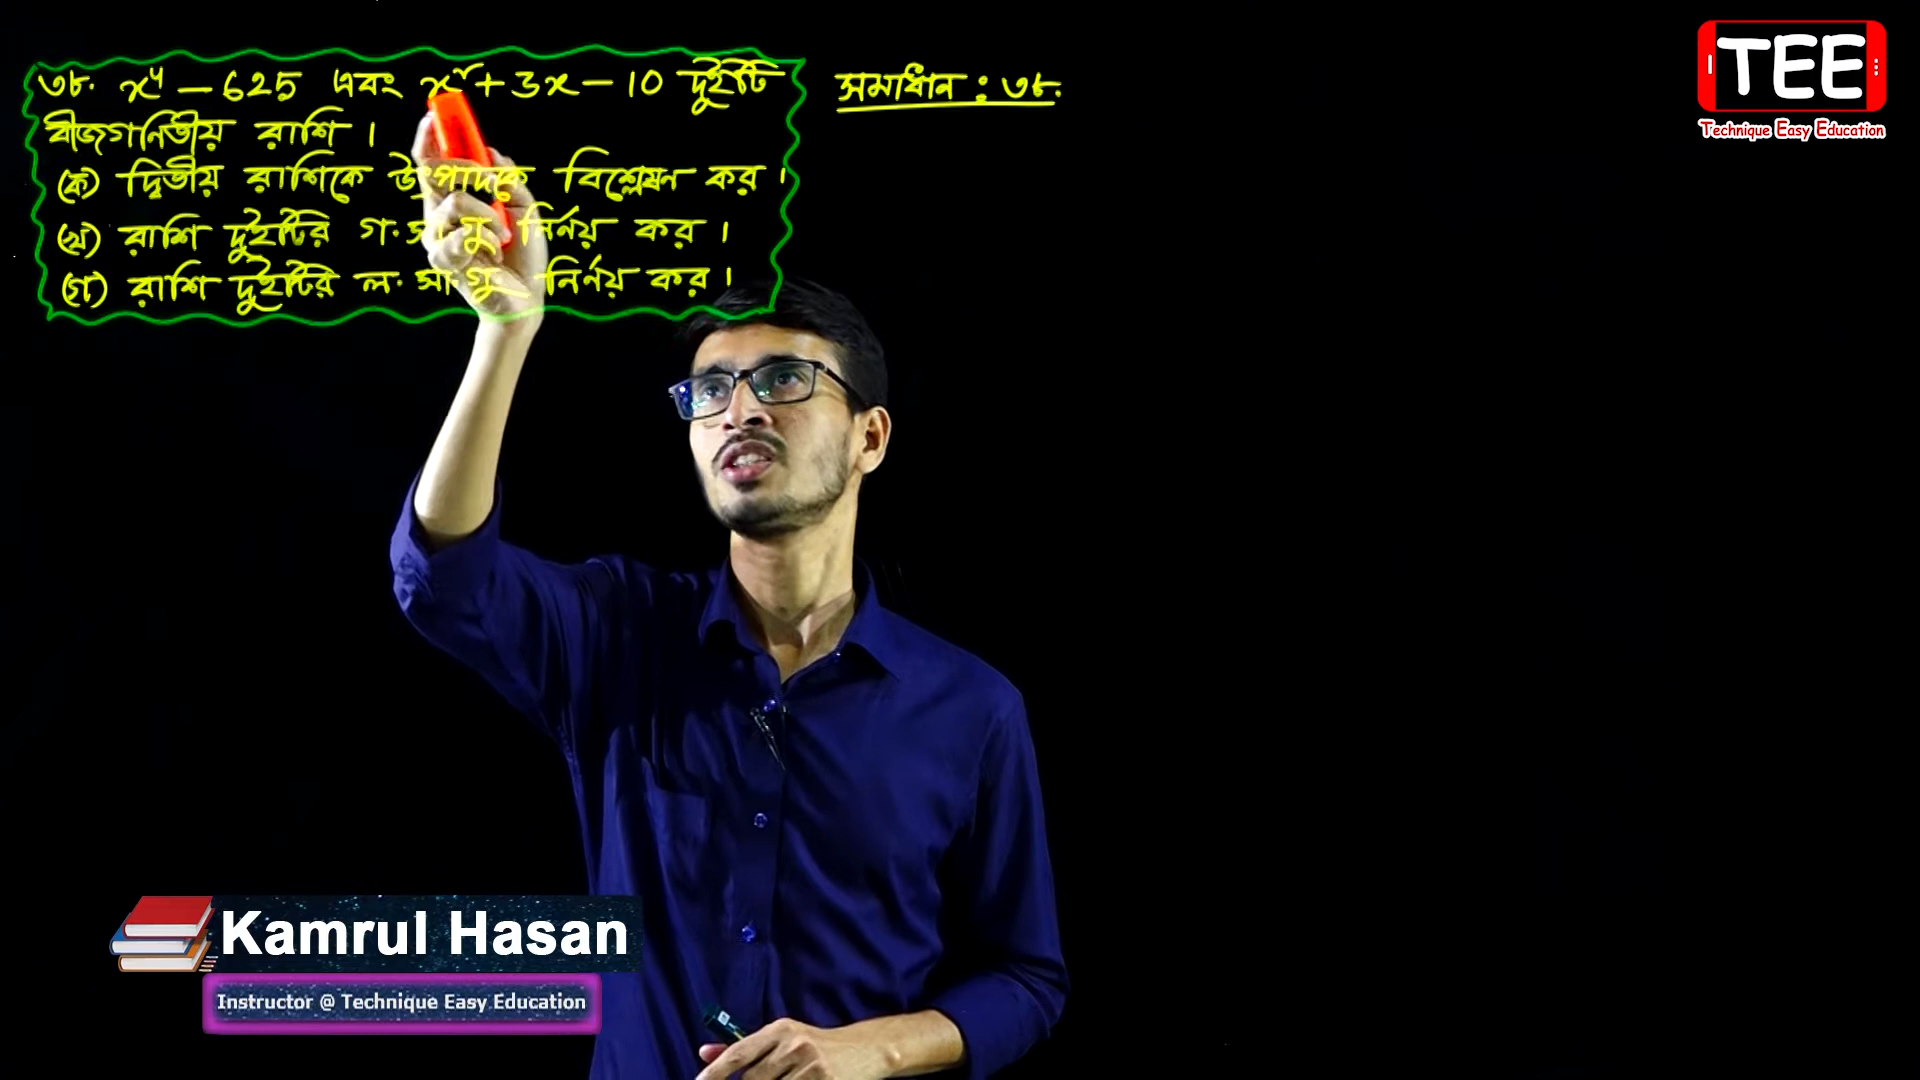 ৩৮. x⁴ – 625 এবং x² + 3x – 10 দুইটি
বীজগণিতীয় রাশি।
(ক) দ্বিতীয় রাশিকে উৎপাদকে বিশ্লেষণ কর।
(খ) রাশি দুইটির গ.সা.গু নির্ণয় কর।
(গ) রাশি দুইটির ল.সা.গু নির্ণয় কর।
সমাধান : ৩৮.
TEE
Technique Easy Education
Kamrul Hasan
Instructor @ Technique Easy Education